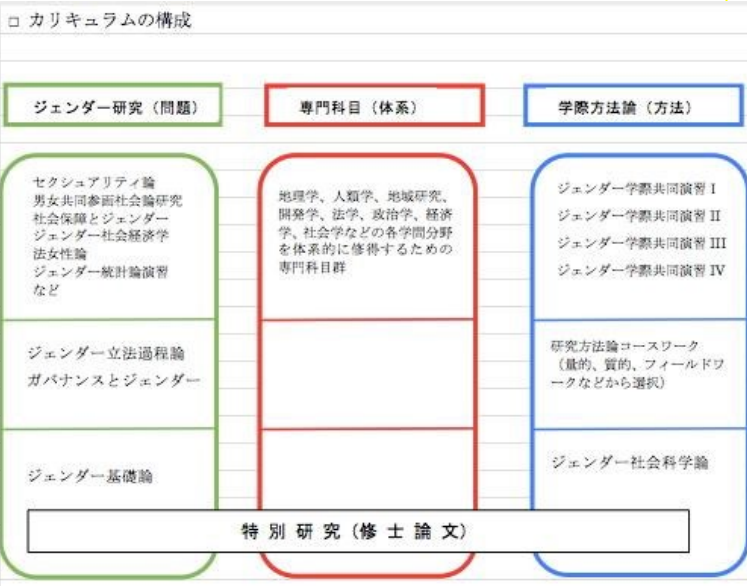 □ カリキュラムの構成
ジェンダー研究（問題）
専門科目（体系）
学際方法論（方法）
セクシュアリティ論
男女共同参画社会論研究
社会保障とジェンダー
ジェンダー社会経済学
法女性論
ジェンダー統計論演習
など
地理学、人類学、地域研究、
開発学、法学、政治学、経済
学、社会学などの各学問分野
を体系的に修得するための
専門科目群
ジェンダー学際共同演習 I
ジェンダー学際共同演習 II
ジェンダー学際共同演習 III
ジェンダー学際共同演習 IV
ジェンダー立法過程論
ガバナンスとジェンダー
研究方法論コースワーク
（量的、質的、フィールドワ
ークなどから選択）
ジェンダー基礎論
ジェンダー社会科学論
特 別 研 究（修 士 論 文）